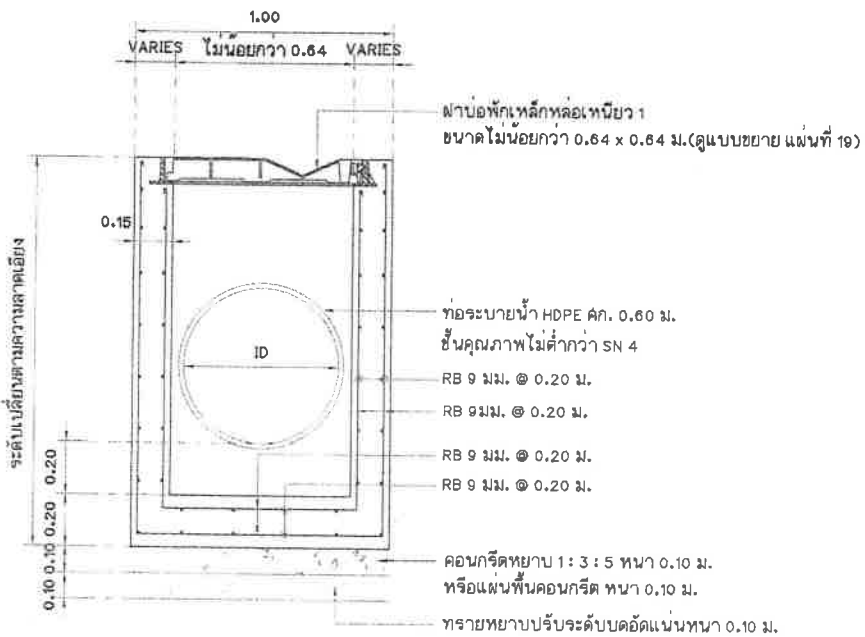 1.00
VARIES ไม่น้อยกว่า 0.64 VARIES
ฝาบ่อพักเหล็กหล่อเหนียว 1
ขนาดไม่น้อยกว่า 0.64 x 0.64 ม.(ดูแบบขยาย แผ่นที่ 19)
0.15
ระดับเปลี่ยนตามความลาดเอียง
ท่อระบายน้ำ HDPE ศก. 0.60 ม.
ชั้นคุณภาพไม่ต่ำกว่า SN 4
ID
RB 9 มม. @ 0.20 ม.
RB 9มม. @ 0.20 ม.
0.20
RB 9 มม. @ 0.20 ม.
RB 9 มม. @ 0.20 ม.
0.20
0.10
คอนกรีตหยาบ 1 : 3 : 5 หนา 0.10 ม.
หรือแผ่นพื้นคอนกรีต หนา 0.10 ม.
0.10
ทรายหยาบปรับระดับบดอัดแน่นหนา 0.10 ม.